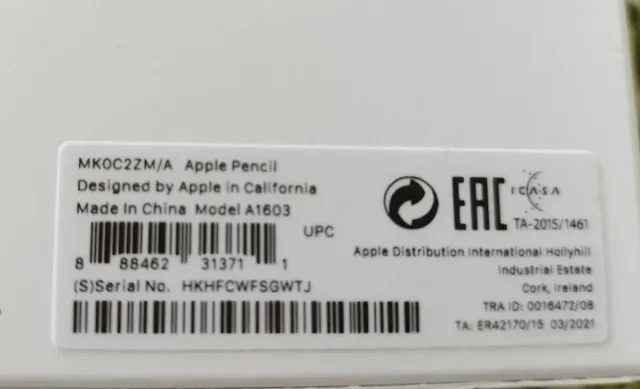 MK0C2ZM/A Apple Pencil
Designed by Apple in California
Made in China Model A1603
UPC
8 88462 31371 1
(S)Serial No. HKHFCWFSGWTJ
EAC
ICASA
TA-2015/1461
Apple Distribution International Hollyhill
Industrial Estate
Cork, Ireland
TRA ID: 0016472/08
TA: ER42170/15 03/2021